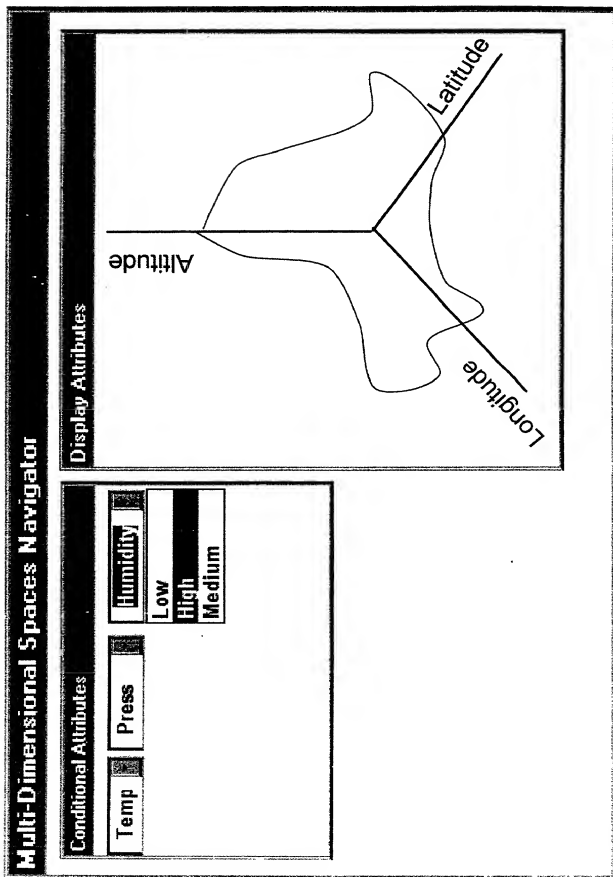 Multi-Dimensional Spaces Navigator
Conditional Attributes
Temp
Press
Humidity
Low
High
Medium
Display Attributes
Altitude
Longitude
Latitude